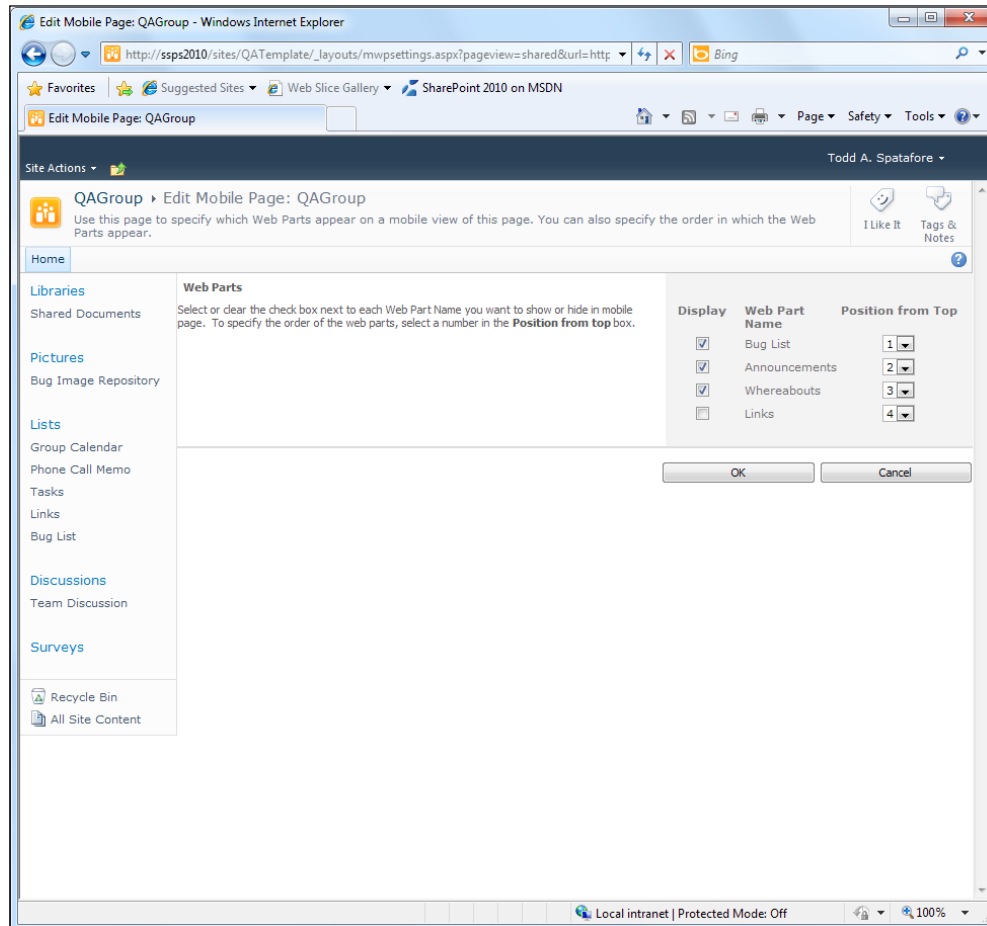 Edit Mobile Page: QAGroup - Windows Internet Explorer
http://ssps2010/sites/QATemplate/_layouts/mwpsettings.aspx?pageview=shared&url=http
Bing
Favorites Suggested Sites Web Slice Gallery SharePoint 2010 on MSDN
Edit Mobile Page: QAGroup
Page Safety Tools
Todd A. Spatafore
Site Actions
QAGroup Edit Mobile Page: QAGroup
Use this page to specify which Web Parts appear on a mobile view of this page. You can also specify the order in which the Web
Parts appear.
I Like It
Tags &
Notes
Home
Libraries
Shared Documents
Pictures
Bug Image Repository
Lists
Group Calendar
Phone Call Memo
Tasks
Links
Bug List
Discussions
Team Discussion
Surveys
Recycle Bin
All Site Content
Web Parts
Select or clear the check box next to each Web Part Name you want to show or hide in mobile
page. To specify the order of the web parts, select a number in the Position from top box.
Display Web Part Position from Top
Name
Bug List 1
Announcements 2
Whereabouts 3
Links 4
OK Cancel
Local intranet | Protected Mode: Off
100%